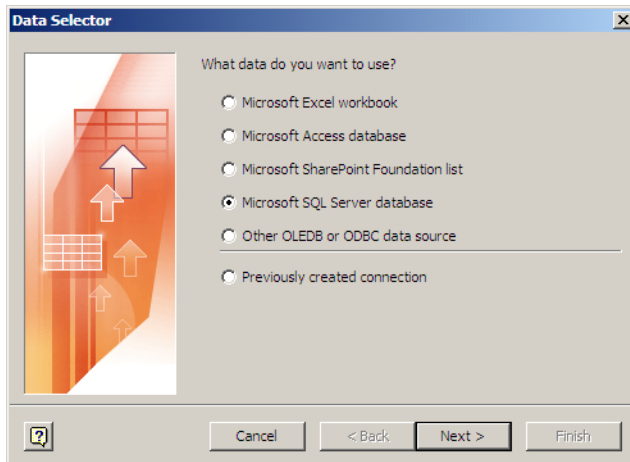 Data Selector
What data do you want to use?
Microsoft Excel workbook
Microsoft Access database
Microsoft SharePoint Foundation list
Microsoft SQL Server database
Other OLEDB or ODBC data source
Previously created connection
Cancel
< Back
Next >
Finish